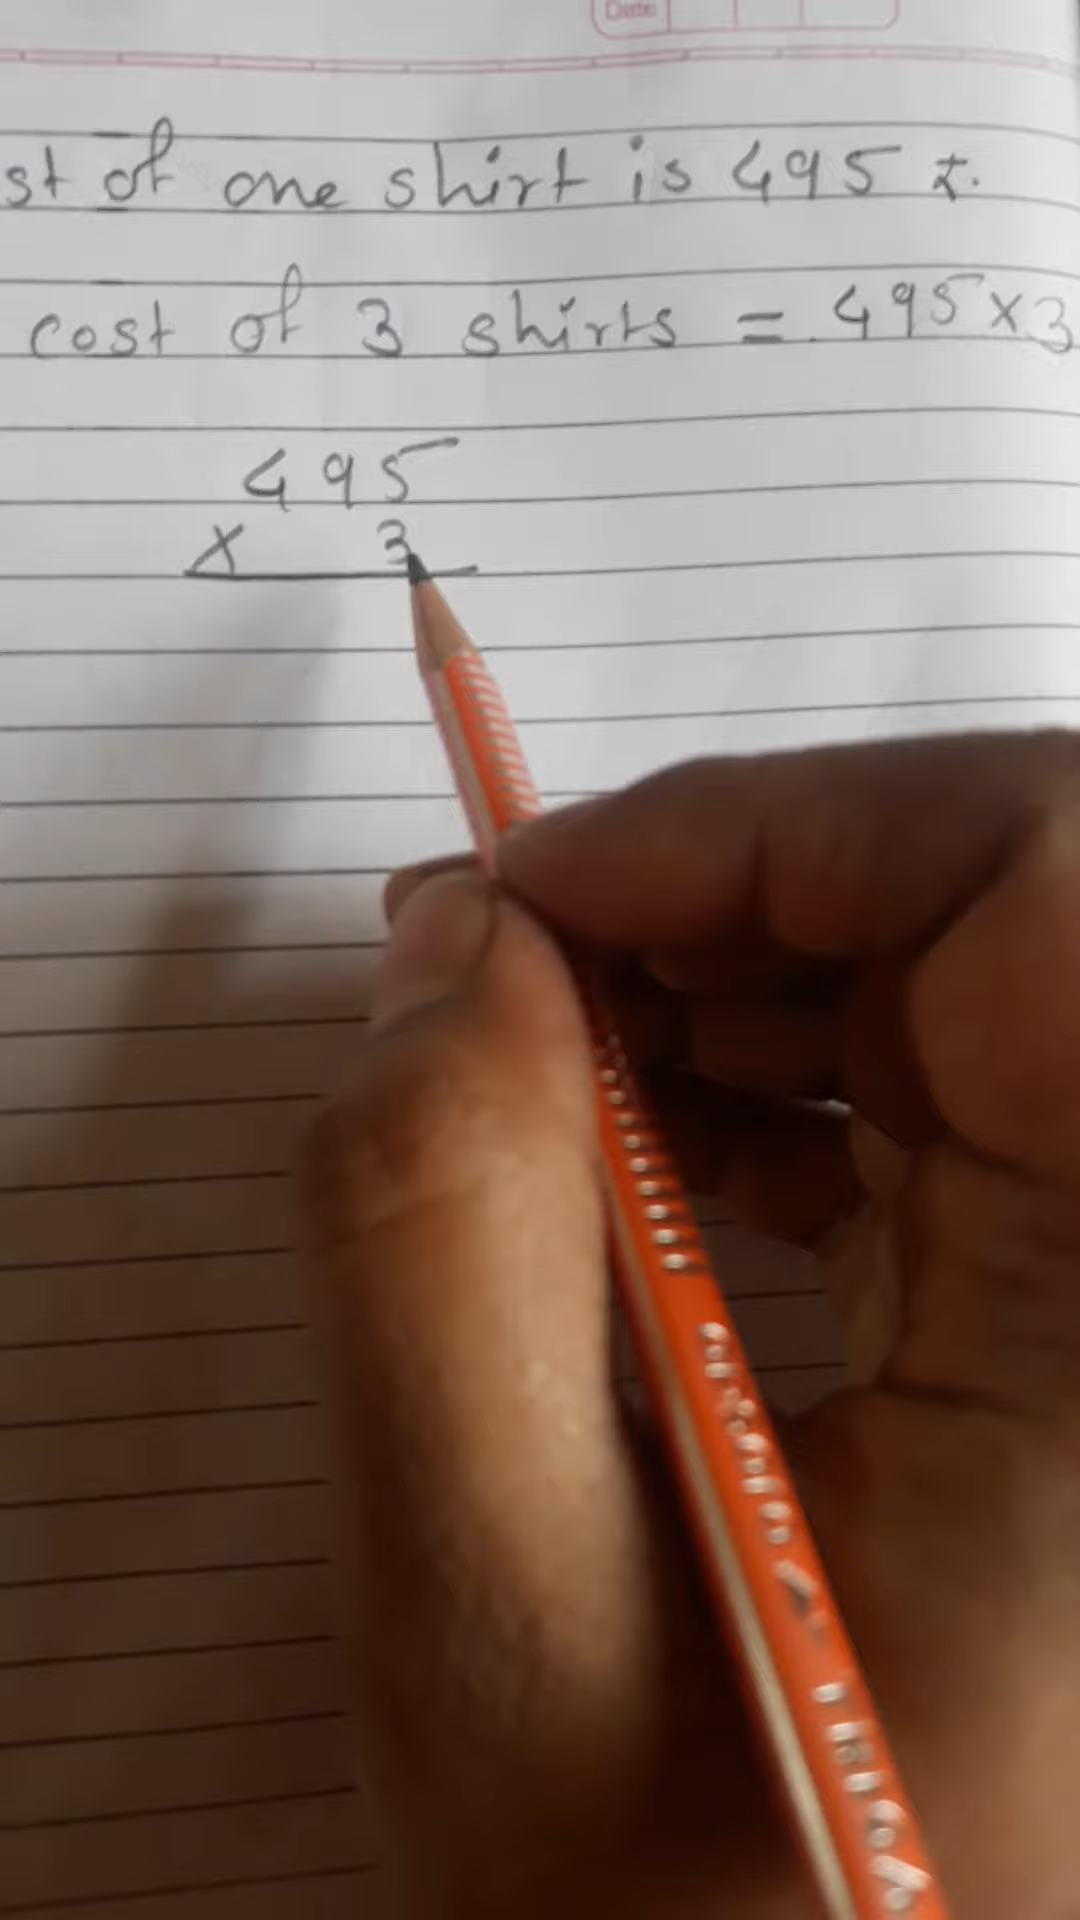 Date
st of one shirt is 495 ₹.
cost of 3 shirts = 495 × 3
495
× 3